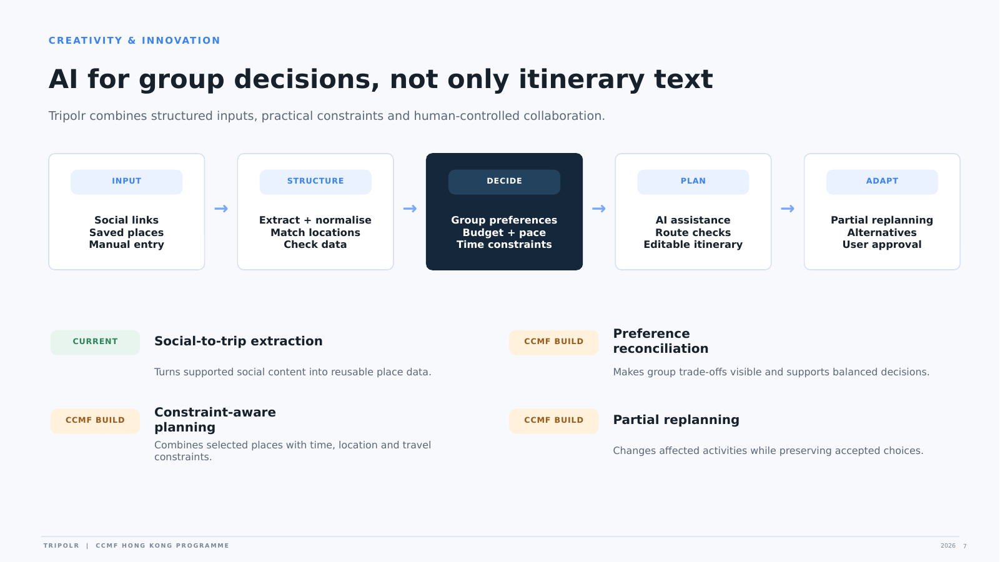 CREATIVITY & INNOVATION
AI for group decisions, not only itinerary text
Tripolr combines structured inputs, practical constraints and human-controlled collaboration.
INPUT
Social links
Saved places
Manual entry
→
STRUCTURE
Extract + normalise
Match locations
Check data
→
DECIDE
Group preferences
Budget + pace
Time constraints
→
PLAN
AI assistance
Route checks
Editable itinerary
→
ADAPT
Partial replanning
Alternatives
User approval
CURRENT
Social-to-trip extraction
Turns supported social content into reusable place data.
CCMF BUILD
Preference
reconciliation
Makes group trade-offs visible and supports balanced decisions.
CCMF BUILD
Constraint-aware
planning
Combines selected places with time, location and travel
constraints.
CCMF BUILD
Partial replanning
Changes affected activities while preserving accepted choices.
TRIPOLR | CCMF HONG KONG PROGRAMME
2026 7